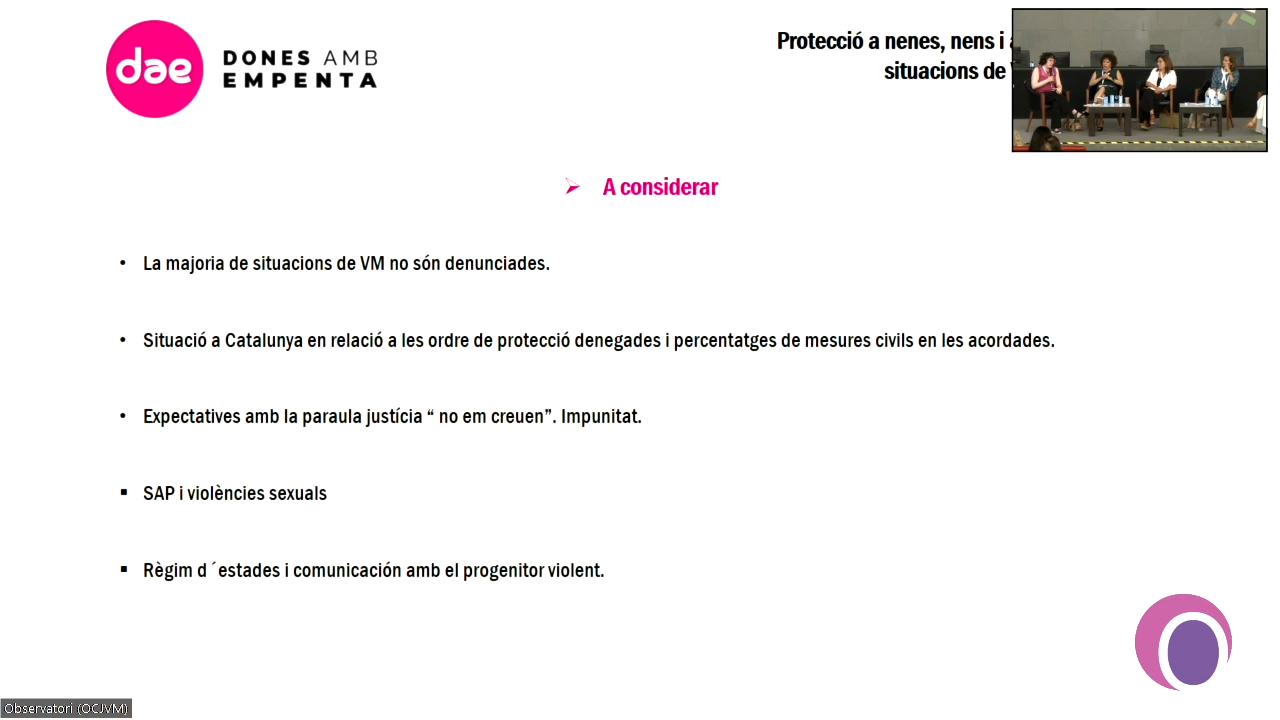 dae
DONES AMB
EMPENTA
Protecció a nenes, nens i
situacions de
A considerar
La majoria de situacions de VM no són denunciades.
Situació a Catalunya en relació a les ordre de protecció denegades i percentatges de mesures civils en les acordades.
Expectatives amb la paraula justícia “ no em creuen”. Impunitat.
SAP i violències sexuals
Règim d ´estades i comunicación amb el progenitor violent.
Observatori (OCJVM)